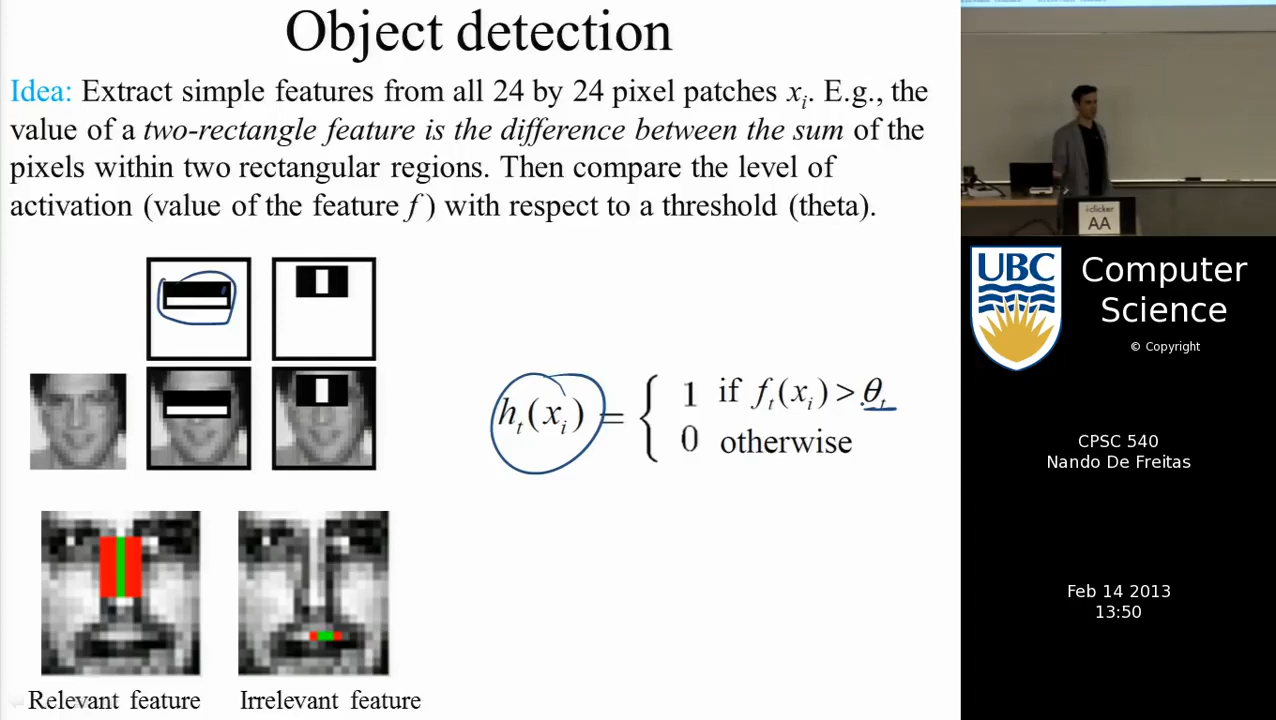 Object detection
Idea: Extract simple features from all 24 by 24 pixel patches xᵢ. E.g., the
value of a two-rectangle feature is the difference between the sum of the
pixels within two rectangular regions. Then compare the level of
activation (value of the feature f ) with respect to a threshold (theta).
hₜ(xᵢ) = { 1 if fₜ(xᵢ) > θₜ
0 otherwise
Relevant feature
Irrelevant feature
i-clicker
AA
UBC
Computer
Science
© Copyright
CPSC 540
Nando De Freitas
Feb 14 2013
13:50